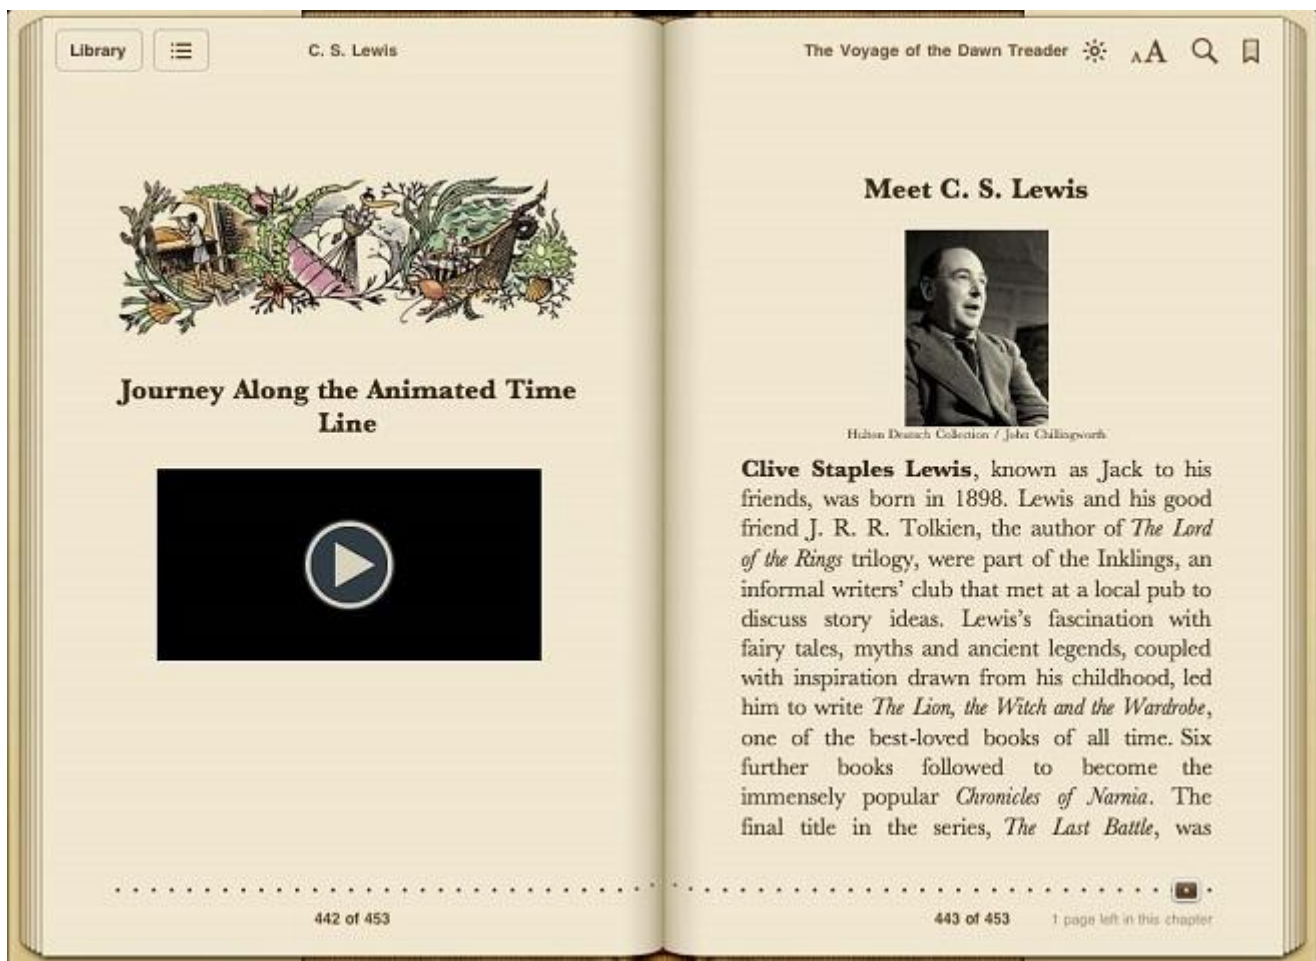 Library
C. S. Lewis
Journey Along the Animated Time
Line
442 of 453
The Voyage of the Dawn Treader
AA
Meet C. S. Lewis
Hulton Deutsch Collection / John Chillingworth
Clive Staples Lewis, known as Jack to his
friends, was born in 1898. Lewis and his good
friend J. R. R. Tolkien, the author of The Lord
of the Rings trilogy, were part of the Inklings, an
informal writers’ club that met at a local pub to
discuss story ideas. Lewis’s fascination with
fairy tales, myths and ancient legends, coupled
with inspiration drawn from his childhood, led
him to write The Lion, the Witch and the Wardrobe,
one of the best-loved books of all time. Six
further books followed to become the
immensely popular Chronicles of Narnia. The
final title in the series, The Last Battle, was
443 of 453
1 page left in this chapter